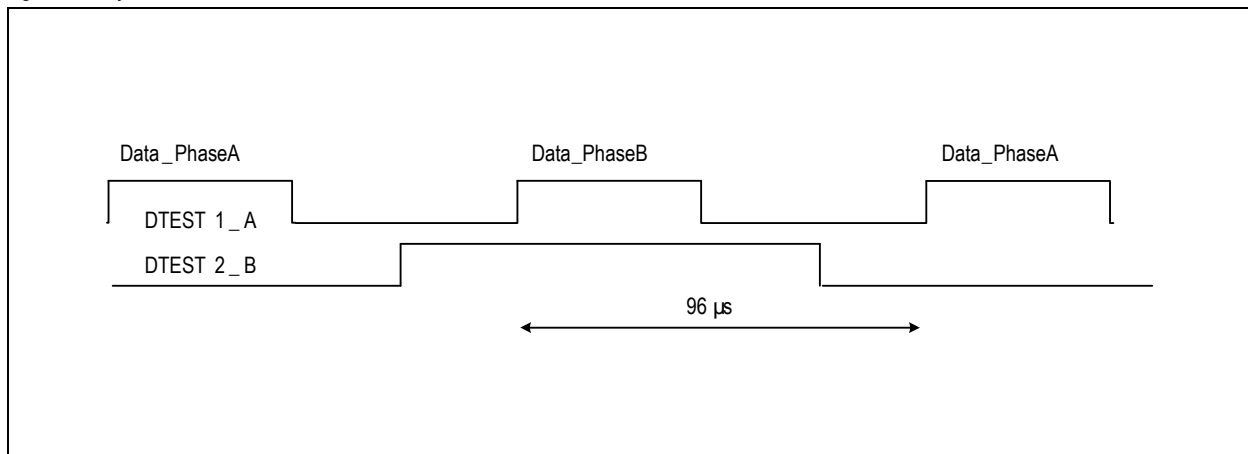 Data_PhaseA Data_PhaseB Data_PhaseA
DTEST 1_A
DTEST 2_B
96 µs